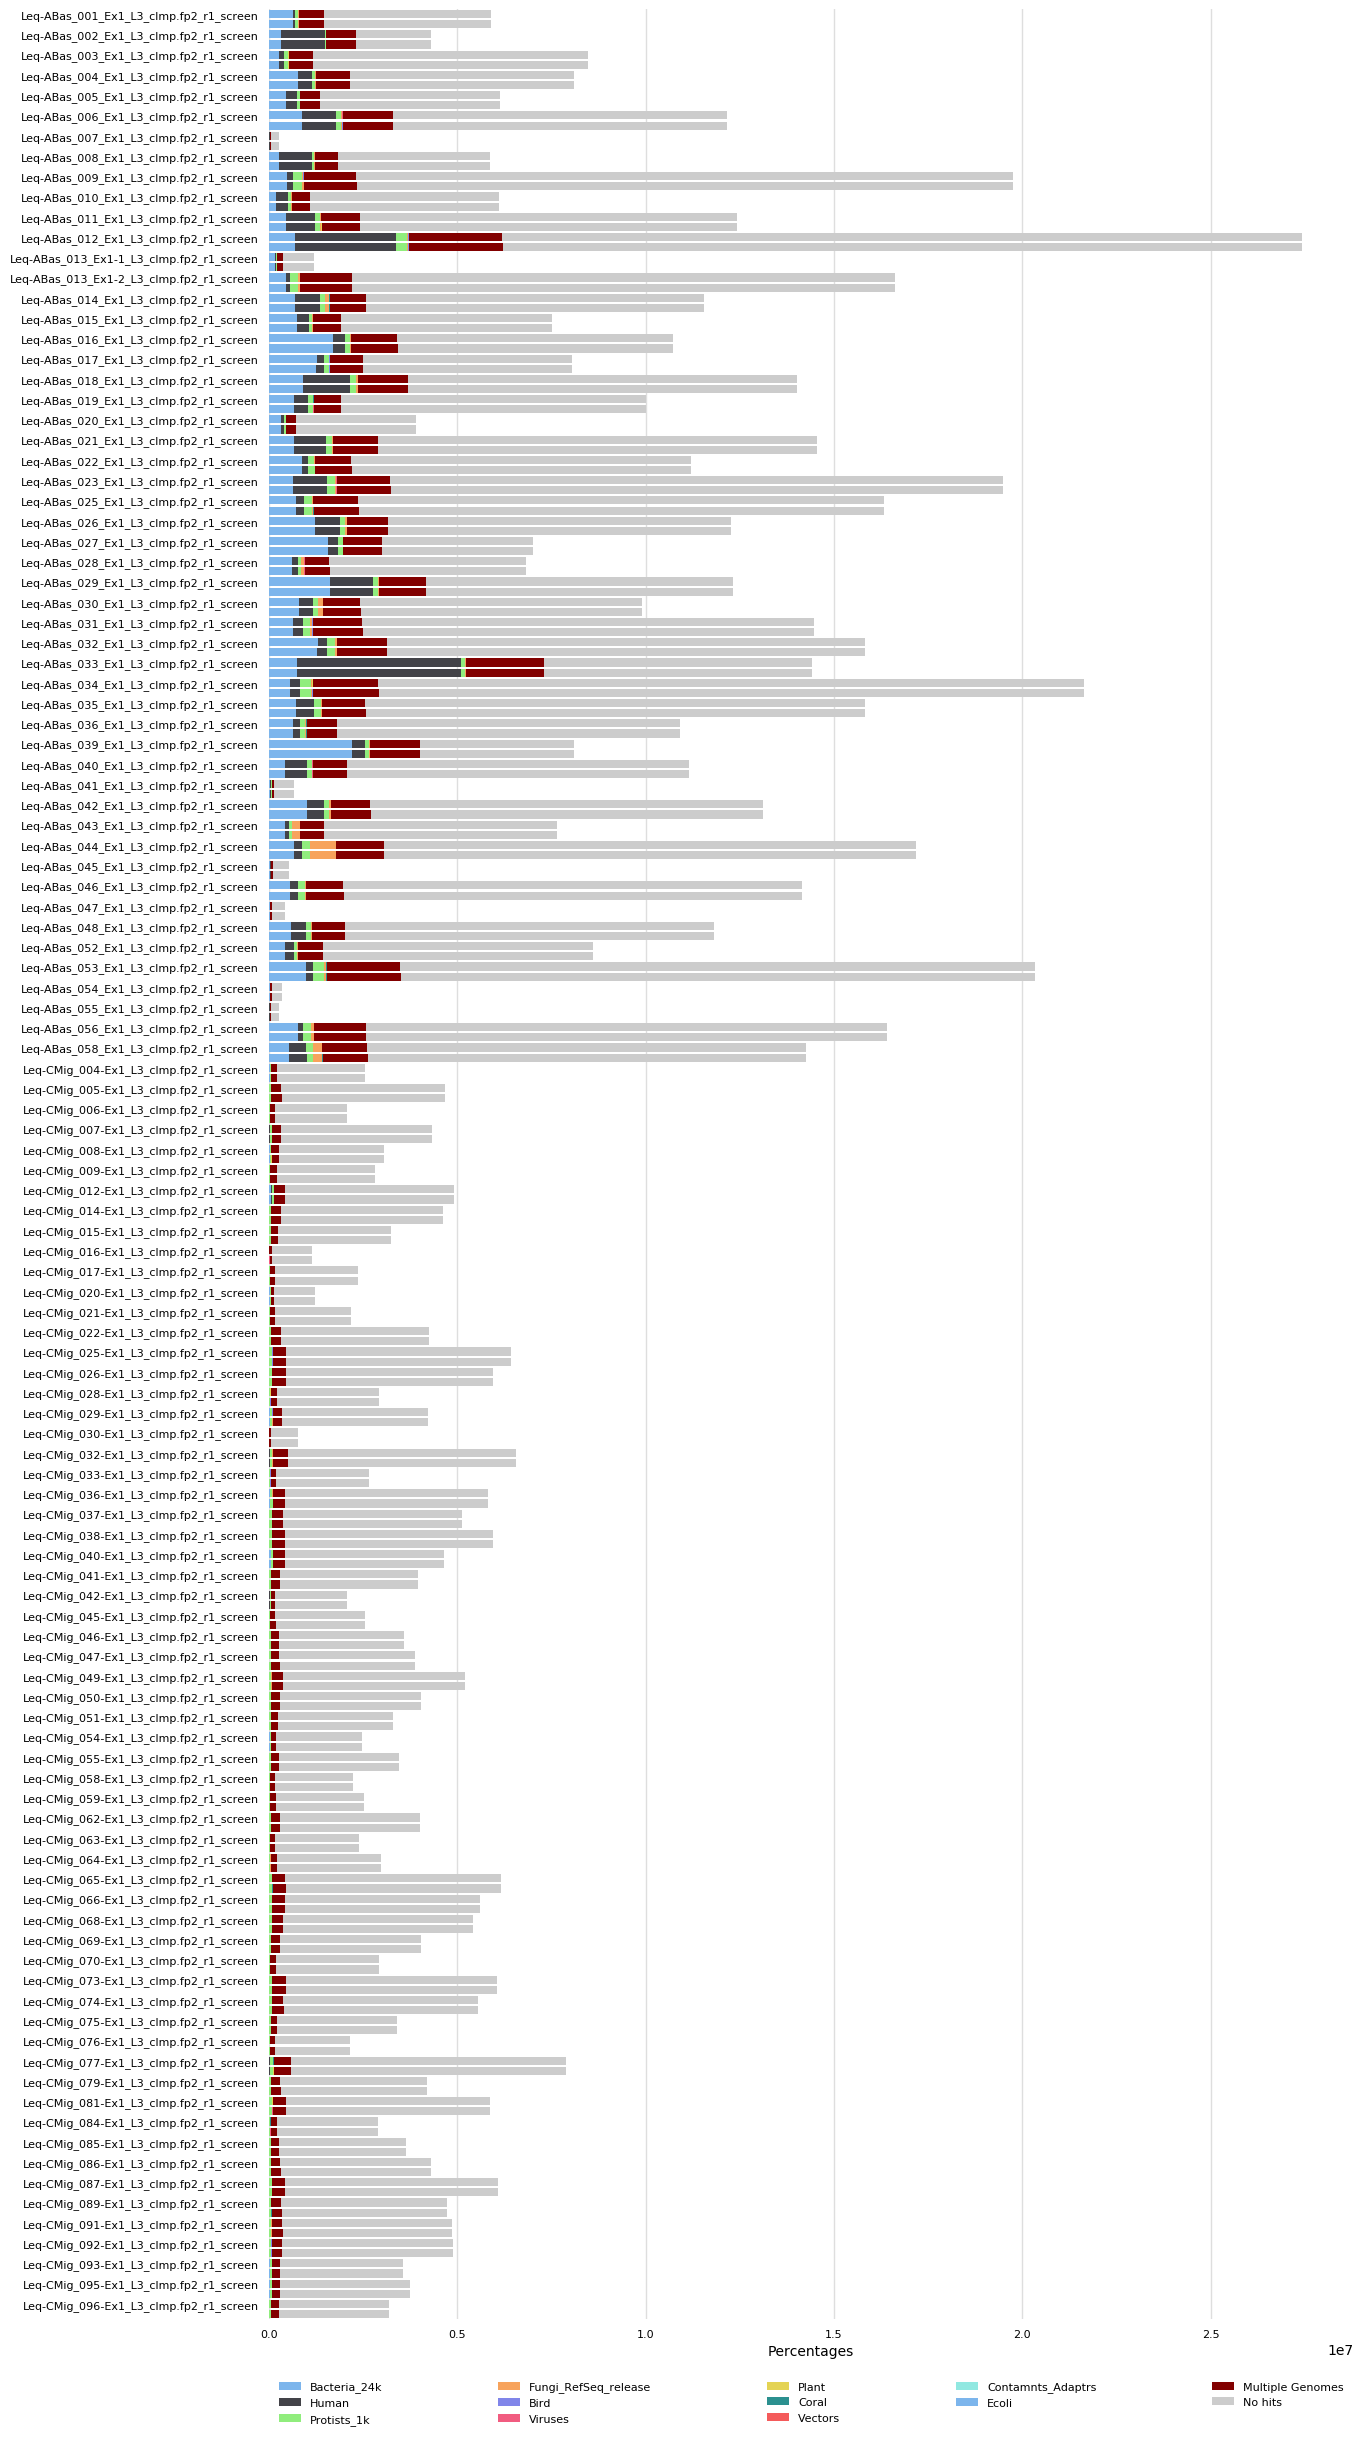 Leq-ABas_001_Ex1_L3_clmp.fp2_r1_screen
Leq-ABas_002_Ex1_L3_clmp.fp2_r1_screen
Leq-ABas_003_Ex1_L3_clmp.fp2_r1_screen
Leq-ABas_004_Ex1_L3_clmp.fp2_r1_screen
Leq-ABas_005_Ex1_L3_clmp.fp2_r1_screen
Leq-ABas_006_Ex1_L3_clmp.fp2_r1_screen
Leq-ABas_007_Ex1_L3_clmp.fp2_r1_screen
Leq-ABas_008_Ex1_L3_clmp.fp2_r1_screen
Leq-ABas_009_Ex1_L3_clmp.fp2_r1_screen
Leq-ABas_010_Ex1_L3_clmp.fp2_r1_screen
Leq-ABas_011_Ex1_L3_clmp.fp2_r1_screen
Leq-ABas_012_Ex1_L3_clmp.fp2_r1_screen
Leq-ABas_013_Ex1-1_L3_clmp.fp2_r1_screen
Leq-ABas_013_Ex1-2_L3_clmp.fp2_r1_screen
Leq-ABas_014_Ex1_L3_clmp.fp2_r1_screen
Leq-ABas_015_Ex1_L3_clmp.fp2_r1_screen
Leq-ABas_016_Ex1_L3_clmp.fp2_r1_screen
Leq-ABas_017_Ex1_L3_clmp.fp2_r1_screen
Leq-ABas_018_Ex1_L3_clmp.fp2_r1_screen
Leq-ABas_019_Ex1_L3_clmp.fp2_r1_screen
Leq-ABas_020_Ex1_L3_clmp.fp2_r1_screen
Leq-ABas_021_Ex1_L3_clmp.fp2_r1_screen
Leq-ABas_022_Ex1_L3_clmp.fp2_r1_screen
Leq-ABas_023_Ex1_L3_clmp.fp2_r1_screen
Leq-ABas_025_Ex1_L3_clmp.fp2_r1_screen
Leq-ABas_026_Ex1_L3_clmp.fp2_r1_screen
Leq-ABas_027_Ex1_L3_clmp.fp2_r1_screen
Leq-ABas_028_Ex1_L3_clmp.fp2_r1_screen
Leq-ABas_029_Ex1_L3_clmp.fp2_r1_screen
Leq-ABas_030_Ex1_L3_clmp.fp2_r1_screen
Leq-ABas_031_Ex1_L3_clmp.fp2_r1_screen
Leq-ABas_032_Ex1_L3_clmp.fp2_r1_screen
Leq-ABas_033_Ex1_L3_clmp.fp2_r1_screen
Leq-ABas_034_Ex1_L3_clmp.fp2_r1_screen
Leq-ABas_035_Ex1_L3_clmp.fp2_r1_screen
Leq-ABas_036_Ex1_L3_clmp.fp2_r1_screen
Leq-ABas_039_Ex1_L3_clmp.fp2_r1_screen
Leq-ABas_040_Ex1_L3_clmp.fp2_r1_screen
Leq-ABas_041_Ex1_L3_clmp.fp2_r1_screen
Leq-ABas_042_Ex1_L3_clmp.fp2_r1_screen
Leq-ABas_043_Ex1_L3_clmp.fp2_r1_screen
Leq-ABas_044_Ex1_L3_clmp.fp2_r1_screen
Leq-ABas_045_Ex1_L3_clmp.fp2_r1_screen
Leq-ABas_046_Ex1_L3_clmp.fp2_r1_screen
Leq-ABas_047_Ex1_L3_clmp.fp2_r1_screen
Leq-ABas_048_Ex1_L3_clmp.fp2_r1_screen
Leq-ABas_052_Ex1_L3_clmp.fp2_r1_screen
Leq-ABas_053_Ex1_L3_clmp.fp2_r1_screen
Leq-ABas_054_Ex1_L3_clmp.fp2_r1_screen
Leq-ABas_055_Ex1_L3_clmp.fp2_r1_screen
Leq-ABas_056_Ex1_L3_clmp.fp2_r1_screen
Leq-ABas_058_Ex1_L3_clmp.fp2_r1_screen
Leq-CMig_004-Ex1_L3_clmp.fp2_r1_screen
Leq-CMig_005-Ex1_L3_clmp.fp2_r1_screen
Leq-CMig_006-Ex1_L3_clmp.fp2_r1_screen
Leq-CMig_007-Ex1_L3_clmp.fp2_r1_screen
Leq-CMig_008-Ex1_L3_clmp.fp2_r1_screen
Leq-CMig_009-Ex1_L3_clmp.fp2_r1_screen
Leq-CMig_012-Ex1_L3_clmp.fp2_r1_screen
Leq-CMig_014-Ex1_L3_clmp.fp2_r1_screen
Leq-CMig_015-Ex1_L3_clmp.fp2_r1_screen
Leq-CMig_016-Ex1_L3_clmp.fp2_r1_screen
Leq-CMig_017-Ex1_L3_clmp.fp2_r1_screen
Leq-CMig_020-Ex1_L3_clmp.fp2_r1_screen
Leq-CMig_021-Ex1_L3_clmp.fp2_r1_screen
Leq-CMig_022-Ex1_L3_clmp.fp2_r1_screen
Leq-CMig_025-Ex1_L3_clmp.fp2_r1_screen
Leq-CMig_026-Ex1_L3_clmp.fp2_r1_screen
Leq-CMig_028-Ex1_L3_clmp.fp2_r1_screen
Leq-CMig_029-Ex1_L3_clmp.fp2_r1_screen
Leq-CMig_030-Ex1_L3_clmp.fp2_r1_screen
Leq-CMig_032-Ex1_L3_clmp.fp2_r1_screen
Leq-CMig_033-Ex1_L3_clmp.fp2_r1_screen
Leq-CMig_036-Ex1_L3_clmp.fp2_r1_screen
Leq-CMig_037-Ex1_L3_clmp.fp2_r1_screen
Leq-CMig_038-Ex1_L3_clmp.fp2_r1_screen
Leq-CMig_040-Ex1_L3_clmp.fp2_r1_screen
Leq-CMig_041-Ex1_L3_clmp.fp2_r1_screen
Leq-CMig_042-Ex1_L3_clmp.fp2_r1_screen
Leq-CMig_045-Ex1_L3_clmp.fp2_r1_screen
Leq-CMig_046-Ex1_L3_clmp.fp2_r1_screen
Leq-CMig_047-Ex1_L3_clmp.fp2_r1_screen
Leq-CMig_049-Ex1_L3_clmp.fp2_r1_screen
Leq-CMig_050-Ex1_L3_clmp.fp2_r1_screen
Leq-CMig_051-Ex1_L3_clmp.fp2_r1_screen
Leq-CMig_054-Ex1_L3_clmp.fp2_r1_screen
Leq-CMig_055-Ex1_L3_clmp.fp2_r1_screen
Leq-CMig_058-Ex1_L3_clmp.fp2_r1_screen
Leq-CMig_059-Ex1_L3_clmp.fp2_r1_screen
Leq-CMig_062-Ex1_L3_clmp.fp2_r1_screen
Leq-CMig_063-Ex1_L3_clmp.fp2_r1_screen
Leq-CMig_064-Ex1_L3_clmp.fp2_r1_screen
Leq-CMig_065-Ex1_L3_clmp.fp2_r1_screen
Leq-CMig_066-Ex1_L3_clmp.fp2_r1_screen
Leq-CMig_068-Ex1_L3_clmp.fp2_r1_screen
Leq-CMig_069-Ex1_L3_clmp.fp2_r1_screen
Leq-CMig_070-Ex1_L3_clmp.fp2_r1_screen
Leq-CMig_073-Ex1_L3_clmp.fp2_r1_screen
Leq-CMig_074-Ex1_L3_clmp.fp2_r1_screen
Leq-CMig_075-Ex1_L3_clmp.fp2_r1_screen
Leq-CMig_076-Ex1_L3_clmp.fp2_r1_screen
Leq-CMig_077-Ex1_L3_clmp.fp2_r1_screen
Leq-CMig_079-Ex1_L3_clmp.fp2_r1_screen
Leq-CMig_081-Ex1_L3_clmp.fp2_r1_screen
Leq-CMig_084-Ex1_L3_clmp.fp2_r1_screen
Leq-CMig_085-Ex1_L3_clmp.fp2_r1_screen
Leq-CMig_086-Ex1_L3_clmp.fp2_r1_screen
Leq-CMig_087-Ex1_L3_clmp.fp2_r1_screen
Leq-CMig_089-Ex1_L3_clmp.fp2_r1_screen
Leq-CMig_091-Ex1_L3_clmp.fp2_r1_screen
Leq-CMig_092-Ex1_L3_clmp.fp2_r1_screen
Leq-CMig_093-Ex1_L3_clmp.fp2_r1_screen
Leq-CMig_095-Ex1_L3_clmp.fp2_r1_screen
Leq-CMig_096-Ex1_L3_clmp.fp2_r1_screen
0.0 0.5 1.0 1.5 2.0 2.5
Percentages 1e7
Bacteria_24k Fungi_RefSeq_release Plant Contamnts_Adaptrs Multiple Genomes
Human Bird Coral Ecoli No hits
Protists_1k Viruses Vectors